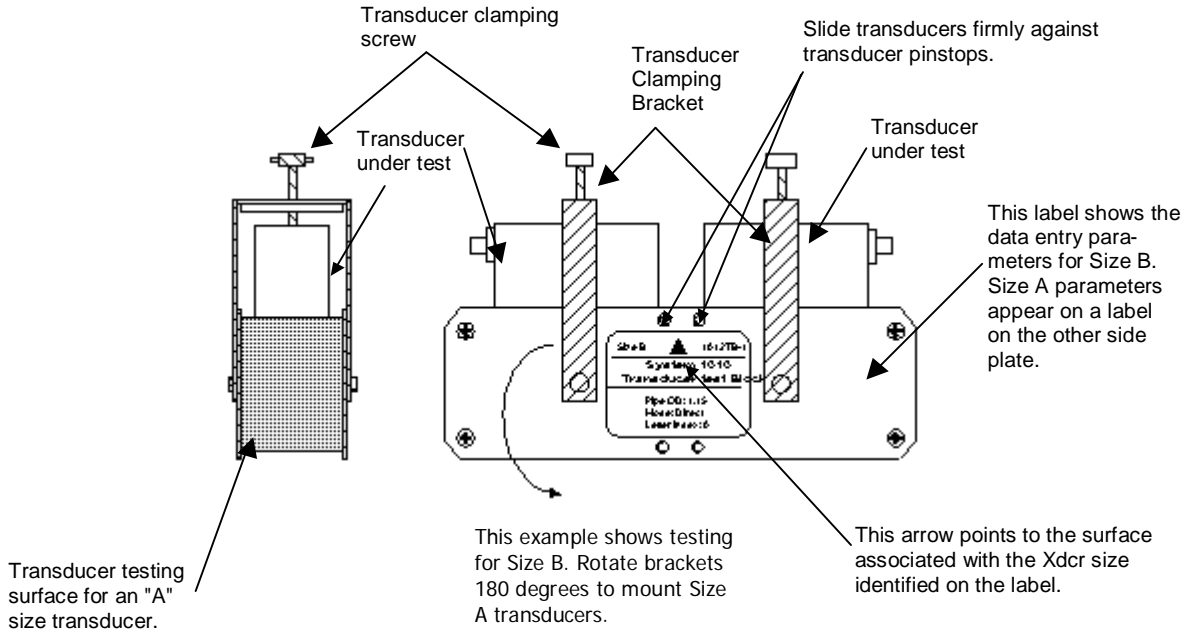 Transducer clamping
screw
Slide transducers firmly against
transducer pinstops.
Transducer
Clamping
Bracket
Transducer
under test
Transducer
under test
This label shows the
data entry para-
meters for Size B.
Size A parameters
appear on a label
on the other side
plate.
Size B
System 1010
Transducer Test Block
Pipe OD: 1.15
This example shows testing
for Size B. Rotate brackets
180 degrees to mount Size
A transducers.
This arrow points to the surface
associated with the Xdcr size
identified on the label.
Transducer testing
surface for an "A"
size transducer.